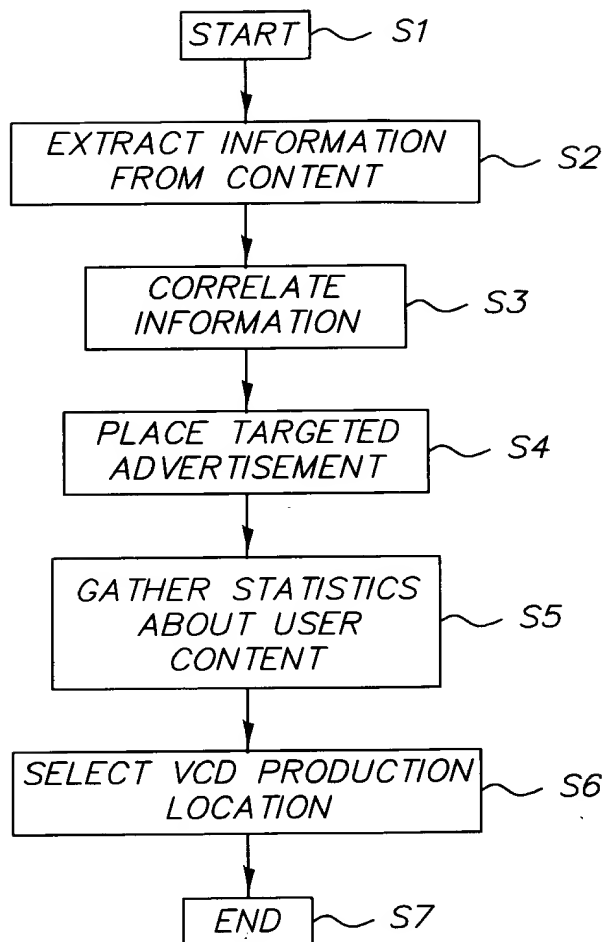 START S1
EXTRACT INFORMATION
FROM CONTENT S2
CORRELATE
INFORMATION S3
PLACE TARGETED
ADVERTISEMENT S4
GATHER STATISTICS
ABOUT USER
CONTENT S5
SELECT VCD PRODUCTION
LOCATION S6
END S7